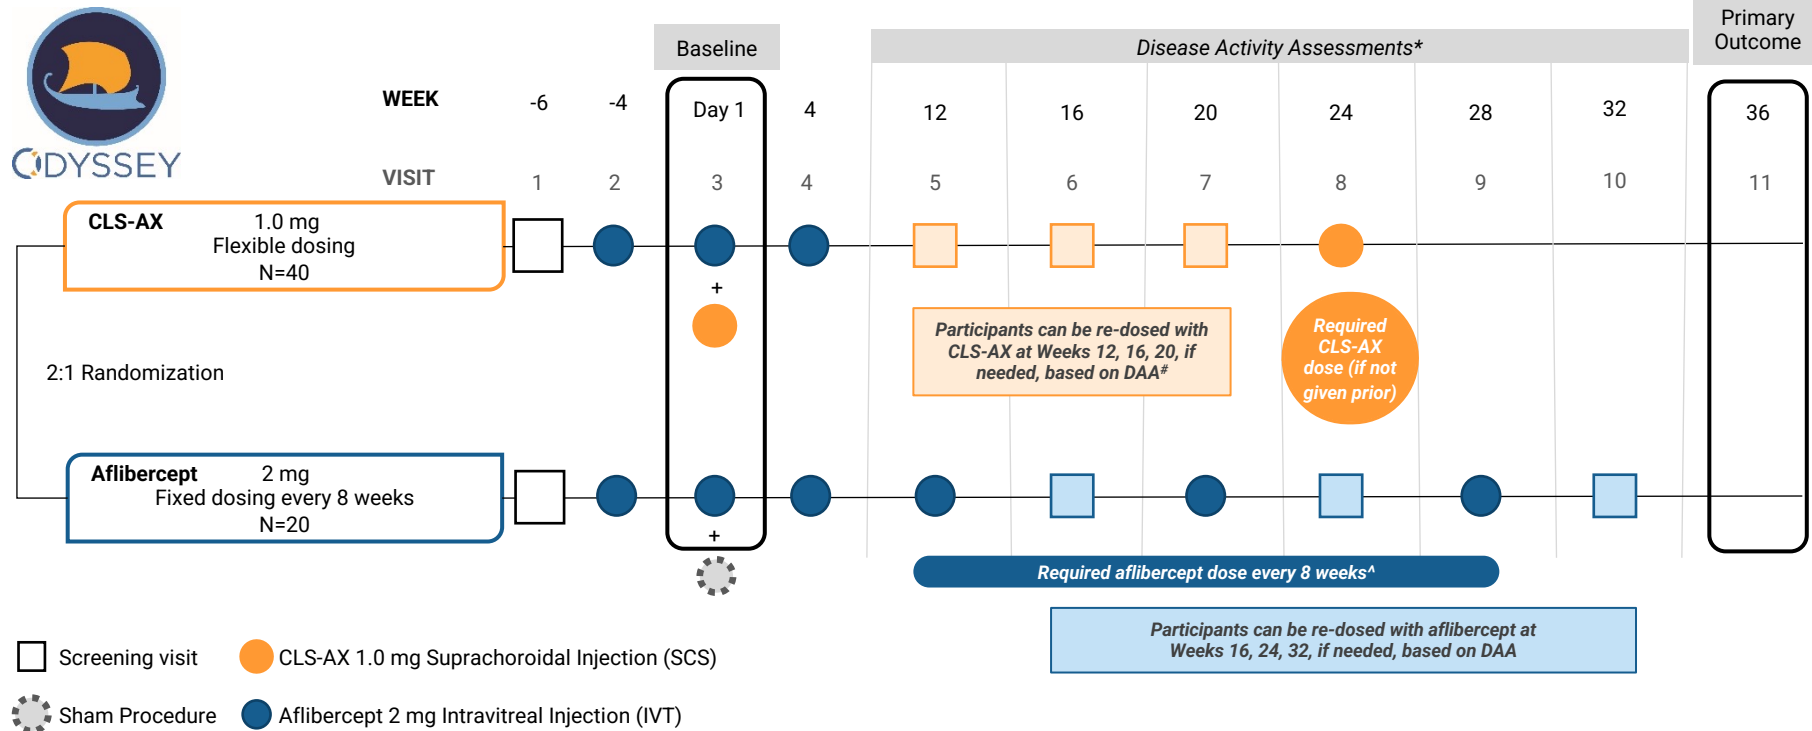 ODYSSEY
Baseline
Disease Activity Assessments*
Primary
Outcome
WEEK -6 -4 Day 1 4 12 16 20 24 28 32 36
VISIT 1 2 3 4 5 6 7 8 9 10 11
CLS-AX 1.0 mg
Flexible dosing
N=40
+
Participants can be re-dosed with
CLS-AX at Weeks 12, 16, 20, if
needed, based on DAA#
Required
CLS-AX
dose (if not
given prior)
2:1 Randomization
Aflibercept 2 mg
Fixed dosing every 8 weeks
N=20
+
Required aflibercept dose every 8 weeks^
Participants can be re-dosed with aflibercept at
Weeks 16, 24, 32, if needed, based on DAA
Screening visit
CLS-AX 1.0 mg Suprachoroidal Injection (SCS)
Sham Procedure
Aflibercept 2 mg Intravitreal Injection (IVT)